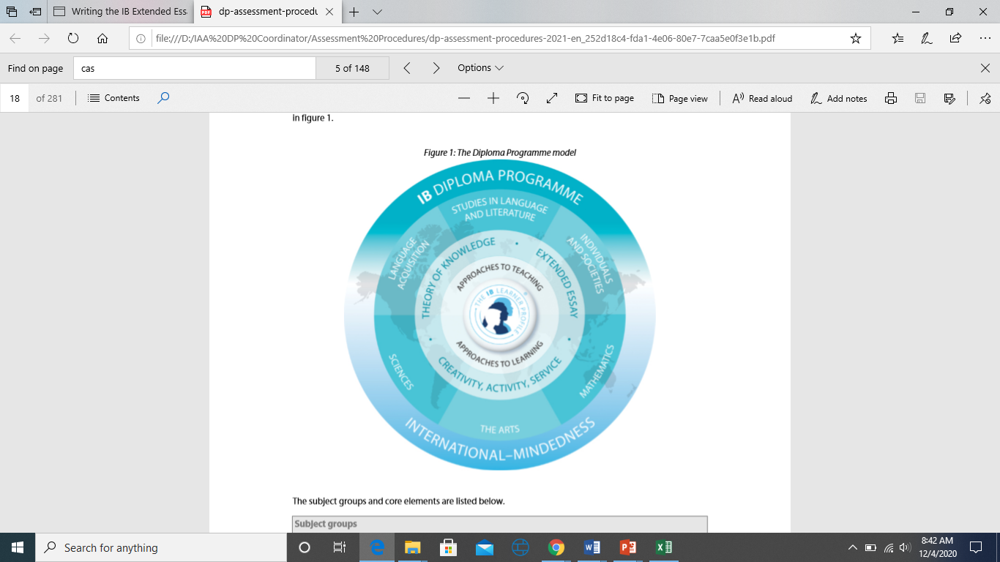 Writing the IB Extended Ess
dp-assessment-procedu
file:///D:/IAA%20DP%20Coordinator/Assessment%20Procedures/dp-assessment-procedures-2021-en_252d18c4-fda1-4e06-80e7-7caa5e0f3e1b.pdf
Find on page
cas
5 of 148
Options
18
of 281
Contents
Fit to page
Page view
Read aloud
Add notes
in figure 1.
Figure 1: The Diploma Programme model
IB DIPLOMA PROGRAMME
STUDIES IN LANGUAGE
AND LITERATURE
LANGUAGE
ACQUISITION
INDIVIDUALS
AND SOCIETIES
THEORY OF KNOWLEDGE
EXTENDED ESSAY
APPROACHES TO TEACHING
THE IB LEARNER PROFILE
APPROACHES TO LEARNING
CREATIVITY, ACTIVITY, SERVICE
SCIENCES
MATHEMATICS
THE ARTS
INTERNATIONAL–MINDEDNESS
The subject groups and core elements are listed below.
Subject groups
Search for anything
8:42 AM
12/4/2020